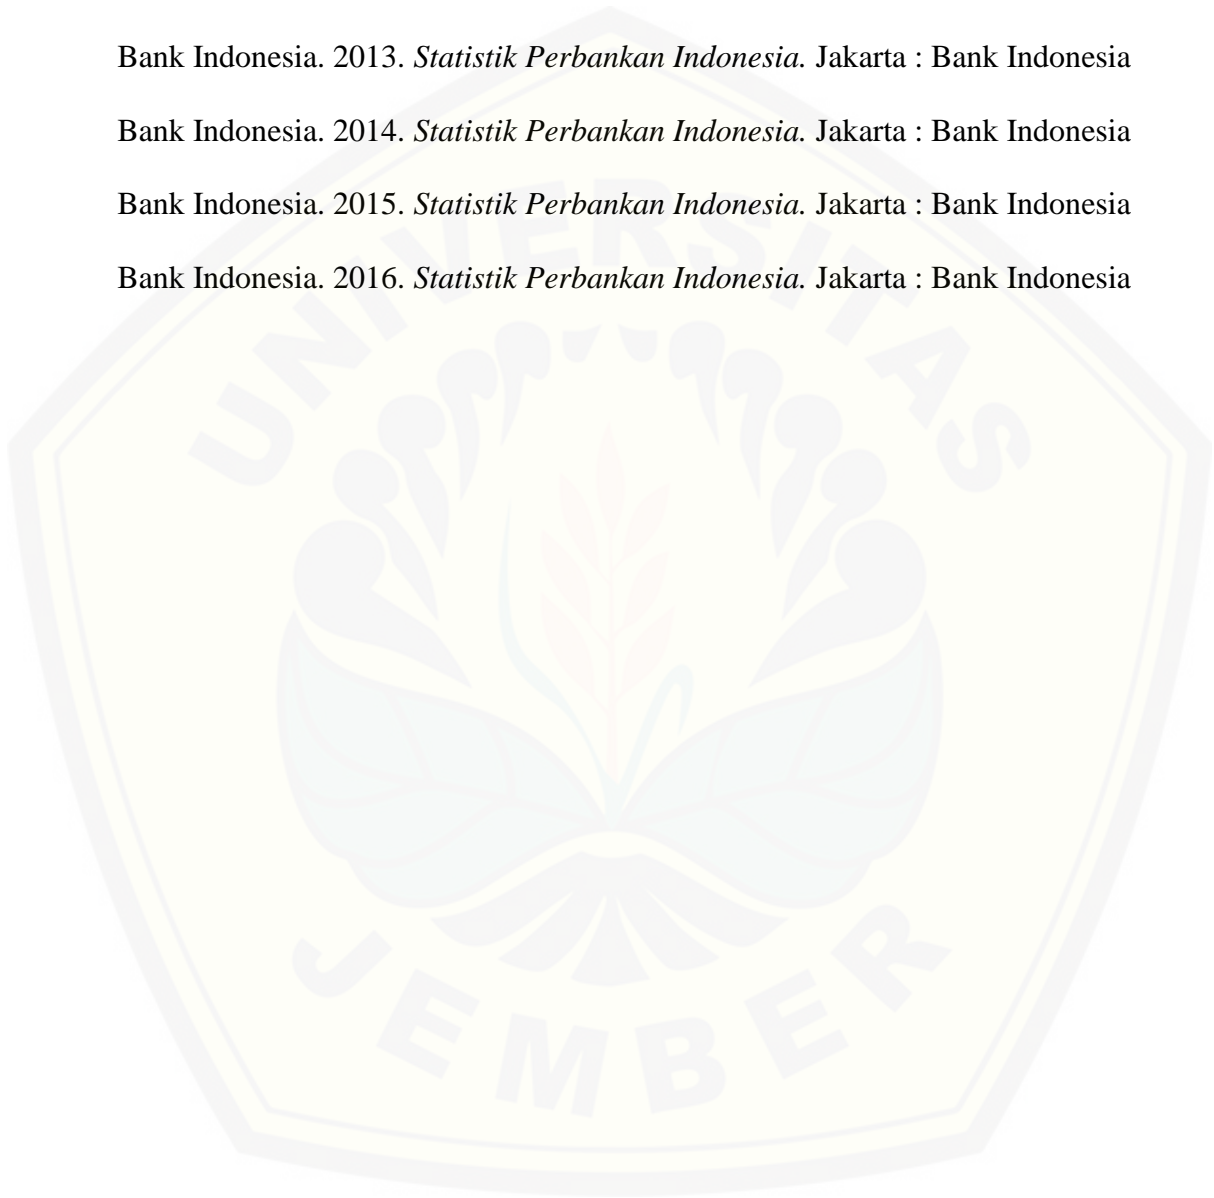 Bank Indonesia. 2013. Statistik Perbankan Indonesia. Jakarta : Bank Indonesia
Bank Indonesia. 2014. Statistik Perbankan Indonesia. Jakarta : Bank Indonesia
Bank Indonesia. 2015. Statistik Perbankan Indonesia. Jakarta : Bank Indonesia
Bank Indonesia. 2016. Statistik Perbankan Indonesia. Jakarta : Bank Indonesia
UNIVERSITAS
JEMBER